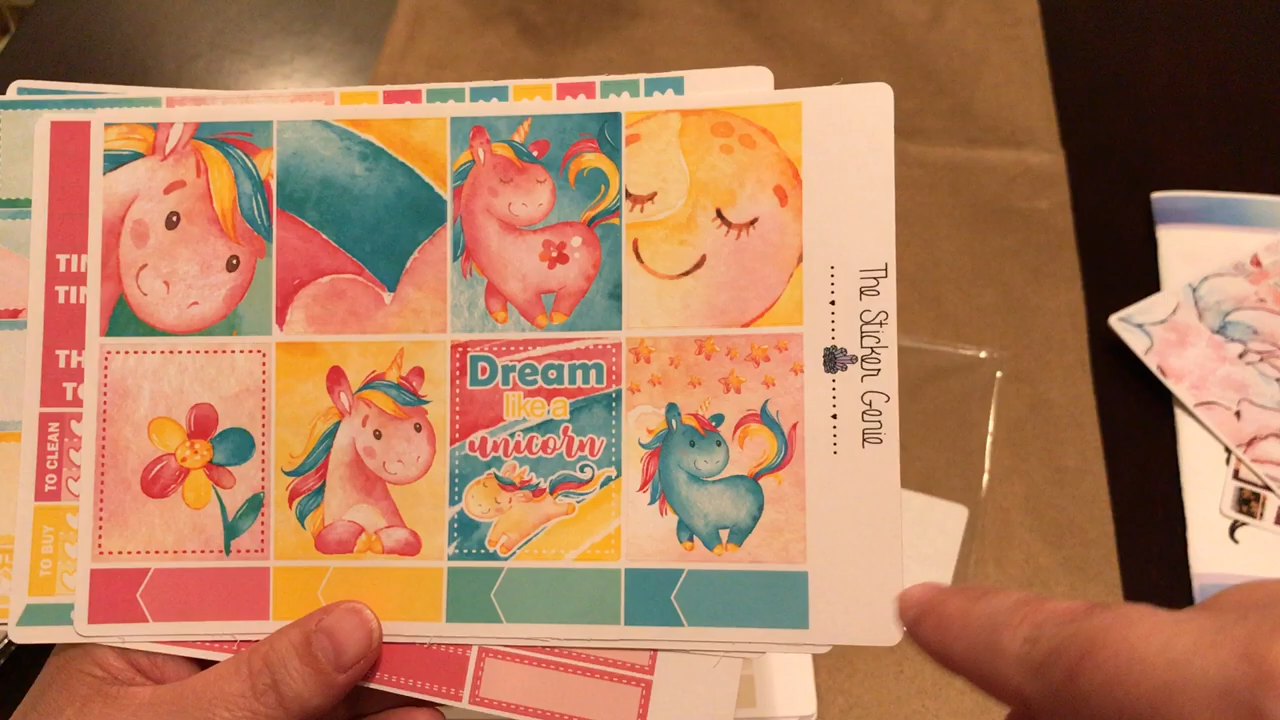 Dream
like a
unicorn
The Sticker Genie
TO CLEAN
TO BUY